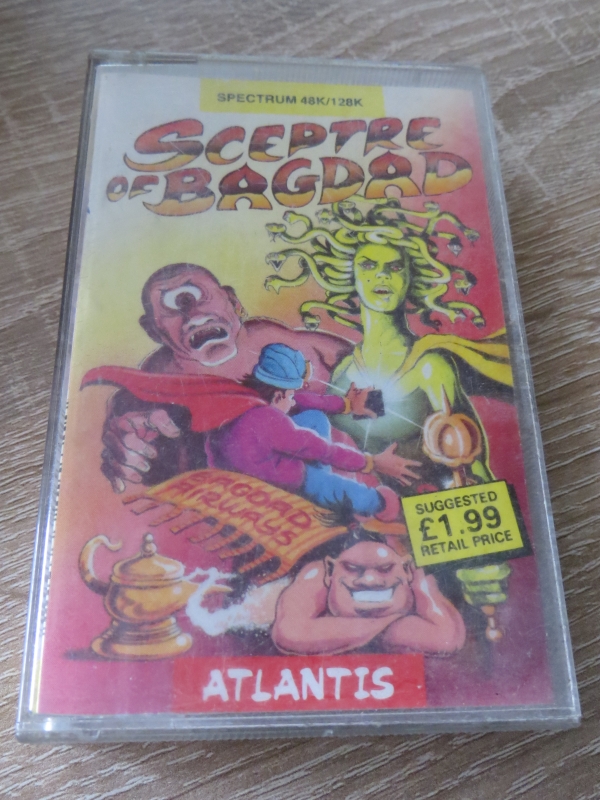 SPECTRUM 48K/128K
SCEPTRE
OF BAGDAD
BAGDAD
AIRWAYS
SUGGESTED
£1.99
RETAIL PRICE
ATLANTIS